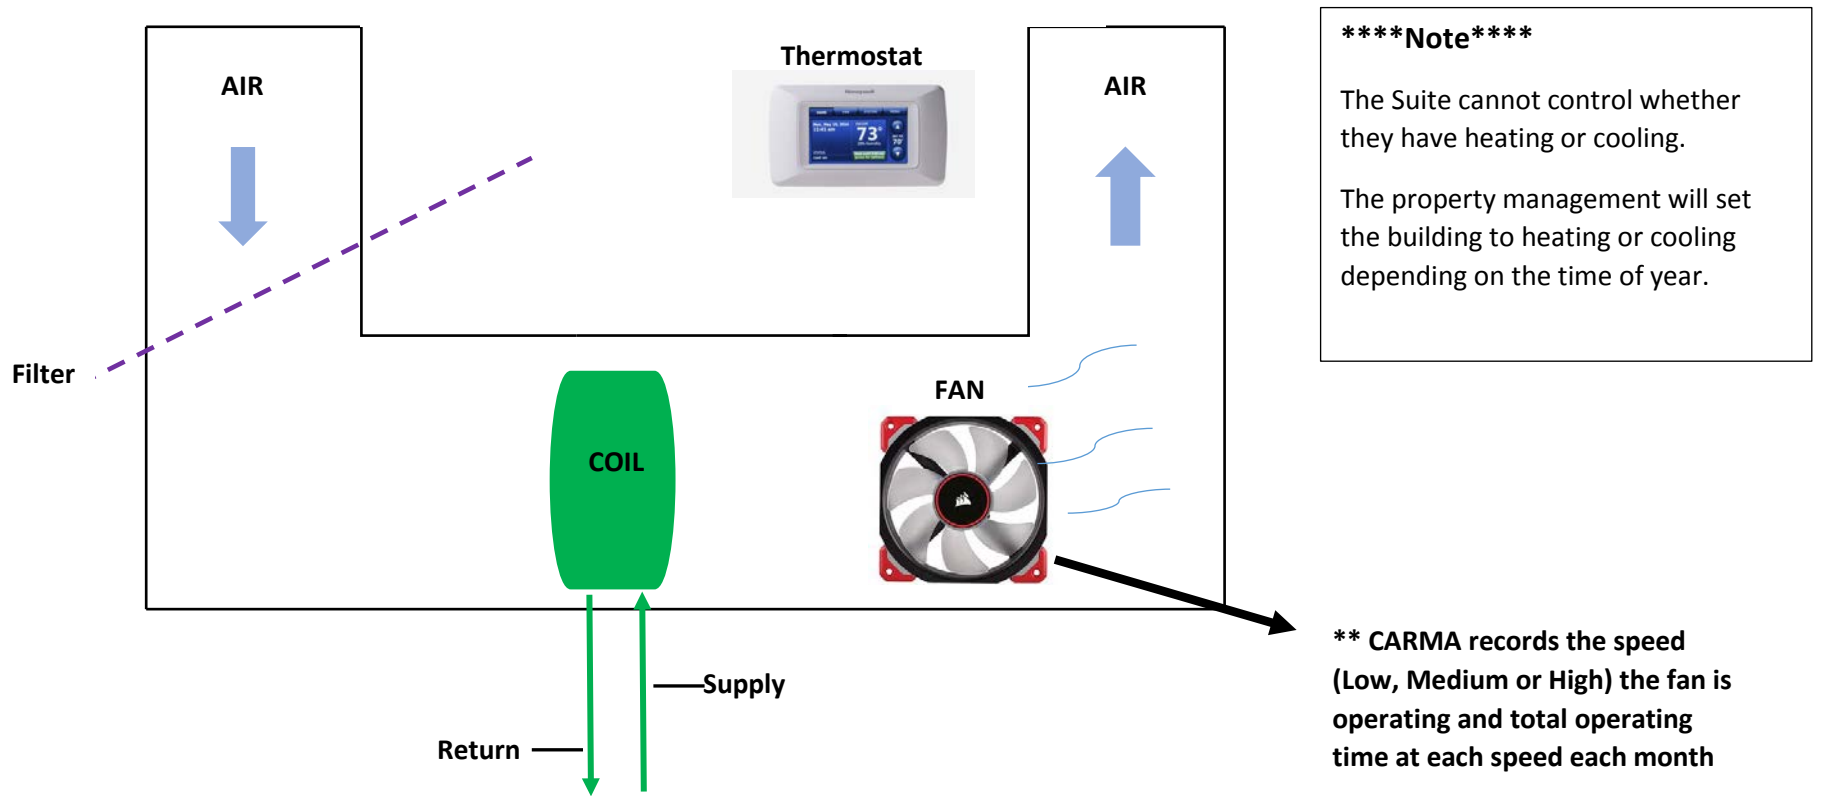 Thermostat
AIR
AIR
Honeywell
73°
70°
Filter
FAN
COIL
Supply
Return
****Note****
The Suite cannot control whether
they have heating or cooling.
The property management will set
the building to heating or cooling
depending on the time of year.
** CARMA records the speed
(Low, Medium or High) the fan is
operating and total operating
time at each speed each month